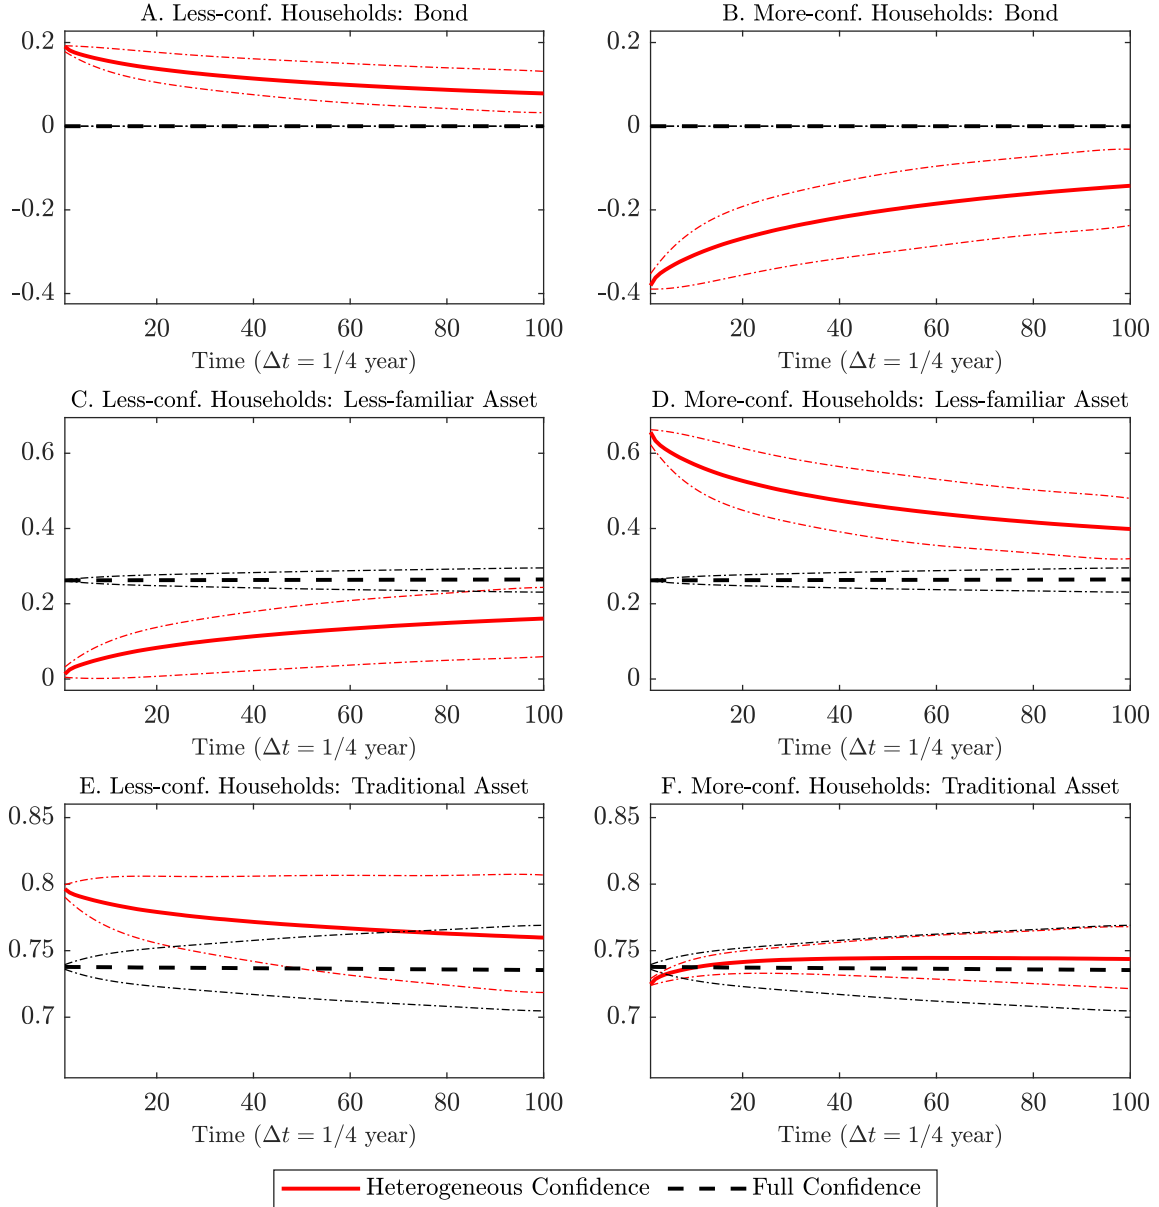 A. Less-conf. Households: Bond
0.2
0
-0.2
-0.4
20 40 60 80 100
Time (Δt = 1/4 year)
B. More-conf. Households: Bond
0.2
0
-0.2
-0.4
20 40 60 80 100
Time (Δt = 1/4 year)
C. Less-conf. Households: Less-familiar Asset
0.6
0.4
0.2
0
20 40 60 80 100
Time (Δt = 1/4 year)
D. More-conf. Households: Less-familiar Asset
0.6
0.4
0.2
0
20 40 60 80 100
Time (Δt = 1/4 year)
E. Less-conf. Households: Traditional Asset
0.85
0.8
0.75
0.7
20 40 60 80 100
Time (Δt = 1/4 year)
F. More-conf. Households: Traditional Asset
0.85
0.8
0.75
0.7
20 40 60 80 100
Time (Δt = 1/4 year)
Heterogeneous Confidence Full Confidence